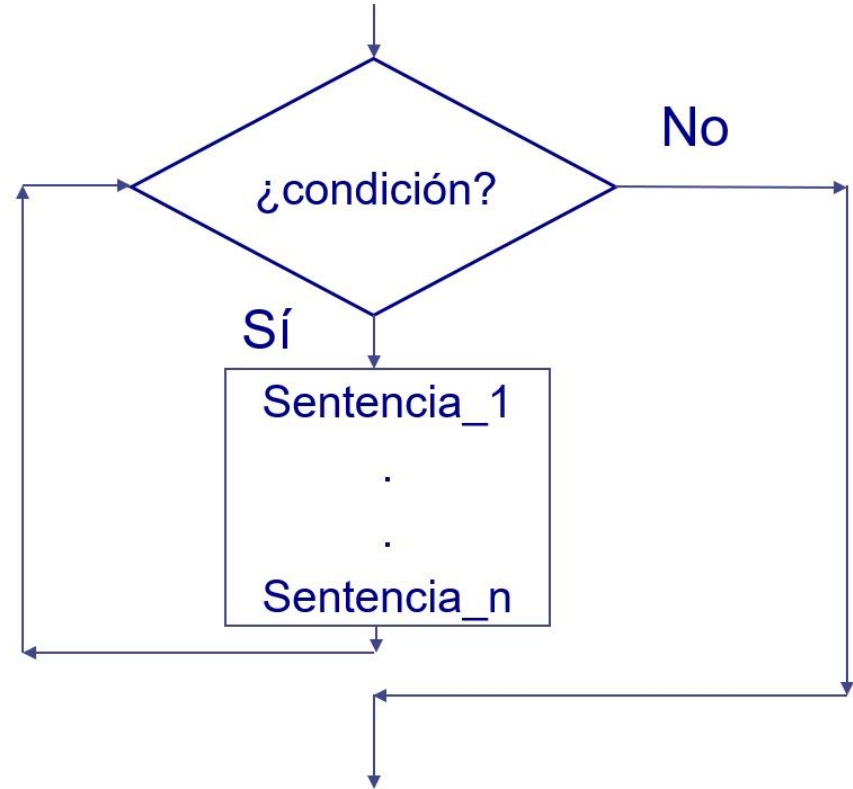 No
¿condición?
Sí
Sentencia_1
.
.
Sentencia_n